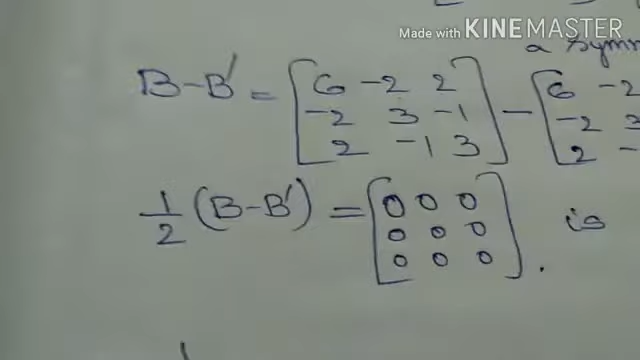 Made with KINEMASTER
a symm
B-B' = [6 -2 2
-2 3 -1
2 -1 3] - [6 -2
-2 3
2 -
1/2 (B-B') = [0 0 0
0 0 0
0 0 0]. is